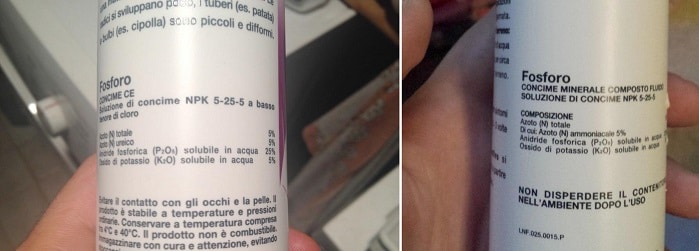 radici si sviluppano poco, i tuberi (es. patata)
e bulbi (es. cipolla) sono piccoli e difformi.
Fosforo
CONCIME CE
Soluzione di concime NPK 5-25-5 a basso
tenore di cloro
Azoto (N) totale 5%
Azoto (N) ureico 5%
Anidride fosforica (P₂O₅) solubile in acqua 25%
Ossido di potassio (K₂O) solubile in acqua 5%
Evitare il contatto con gli occhi e la pelle. Il
prodotto è stabile a temperature e pressioni
ordinarie. Conservare a temperatura compresa
tra 4°C e 40°C. Il prodotto non è combustibile.
Immagazzinare con cura e attenzione, evitando
Fosforo
CONCIME MINERALE COMPOSTO FLUIDO
SOLUZIONE DI CONCIME NPK 5-25-5
COMPOSIZIONE
Azoto (N) totale
Di cui: Azoto (N) ammoniacale 5%
Anidride fosforica (P₂O₅) solubile in acqua
Ossido di potassio (K₂O) solubile in acqua
NON DISPERDERE IL CONTEN
NELL'AMBIENTE DOPO L'USO
LNF.025.0015.P